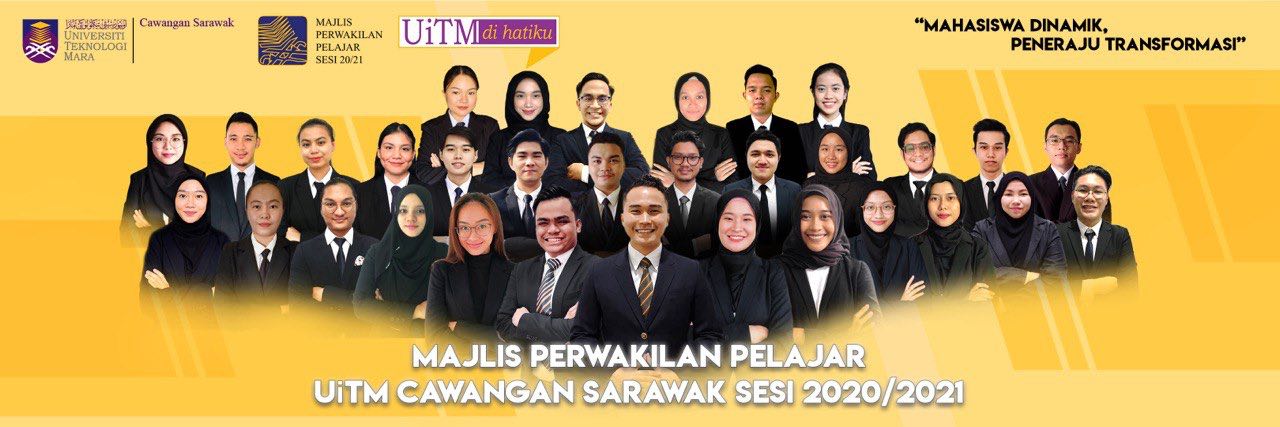 UNIVERSITI
TEKNOLOGI
MARA
Cawangan Sarawak
MAJLIS
PERWAKILAN
PELAJAR
SESI 20/21
UiTM di hatiku
“MAHASISWA DINAMIK,
PENERAJU TRANSFORMASI”
MAJLIS PERWAKILAN PELAJAR
UiTM CAWANGAN SARAWAK SESI 2020/2021